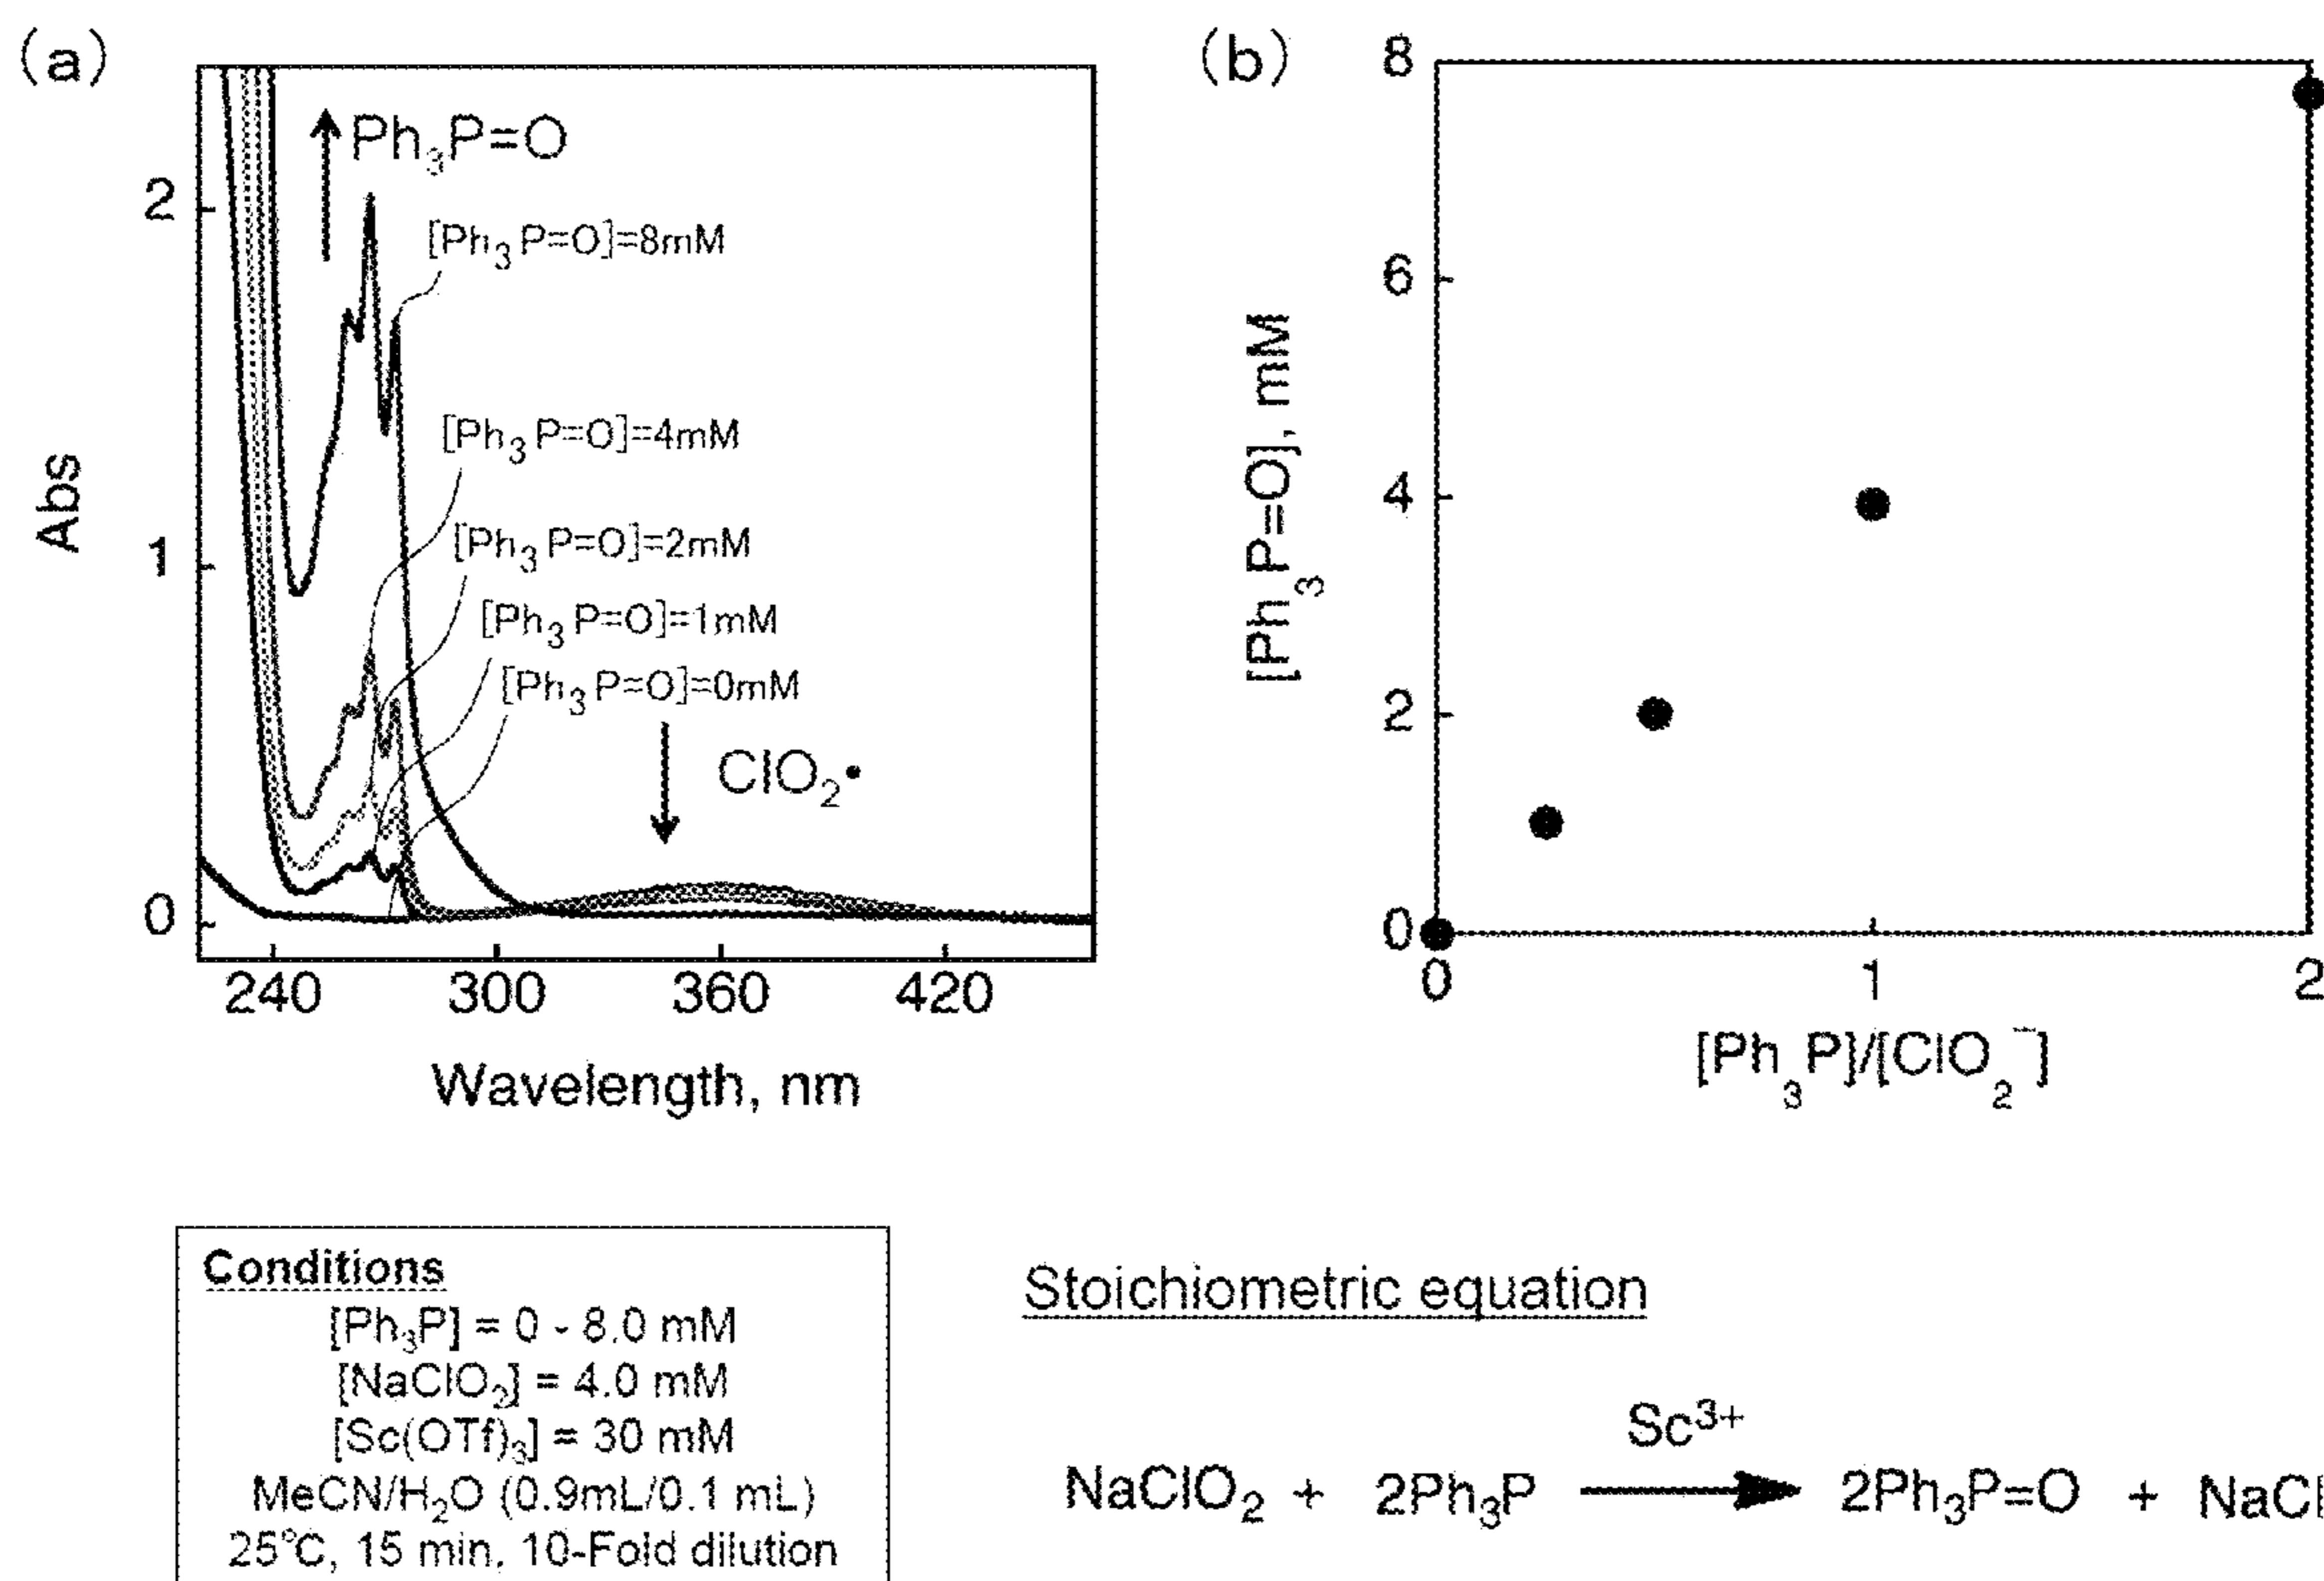 (a)
Ph₃P=O
[Ph₃P=O]=8mM
[Ph₃P=O]=4mM
[Ph₃P=O]=2mM
[Ph₃P=O]=1mM
[Ph₃P=O]=0mM
ClO₂•
2
1
0
Abs
240 300 360 420
Wavelength, nm
(b)
8
6
4
2
0
[Ph₃P=O], mM
0 1 2
[Ph₃P]/[ClO₂⁻]
Conditions
[Ph₃P] = 0 - 8.0 mM
[NaClO₂] = 4.0 mM
[Sc(OTf)₃] = 30 mM
MeCN/H₂O (0.9mL/0.1 mL)
25°C, 15 min, 10-Fold dilution
Stoichiometric equation
Sc³⁺
NaClO₂ + 2Ph₃P → 2Ph₃P=O + NaCl